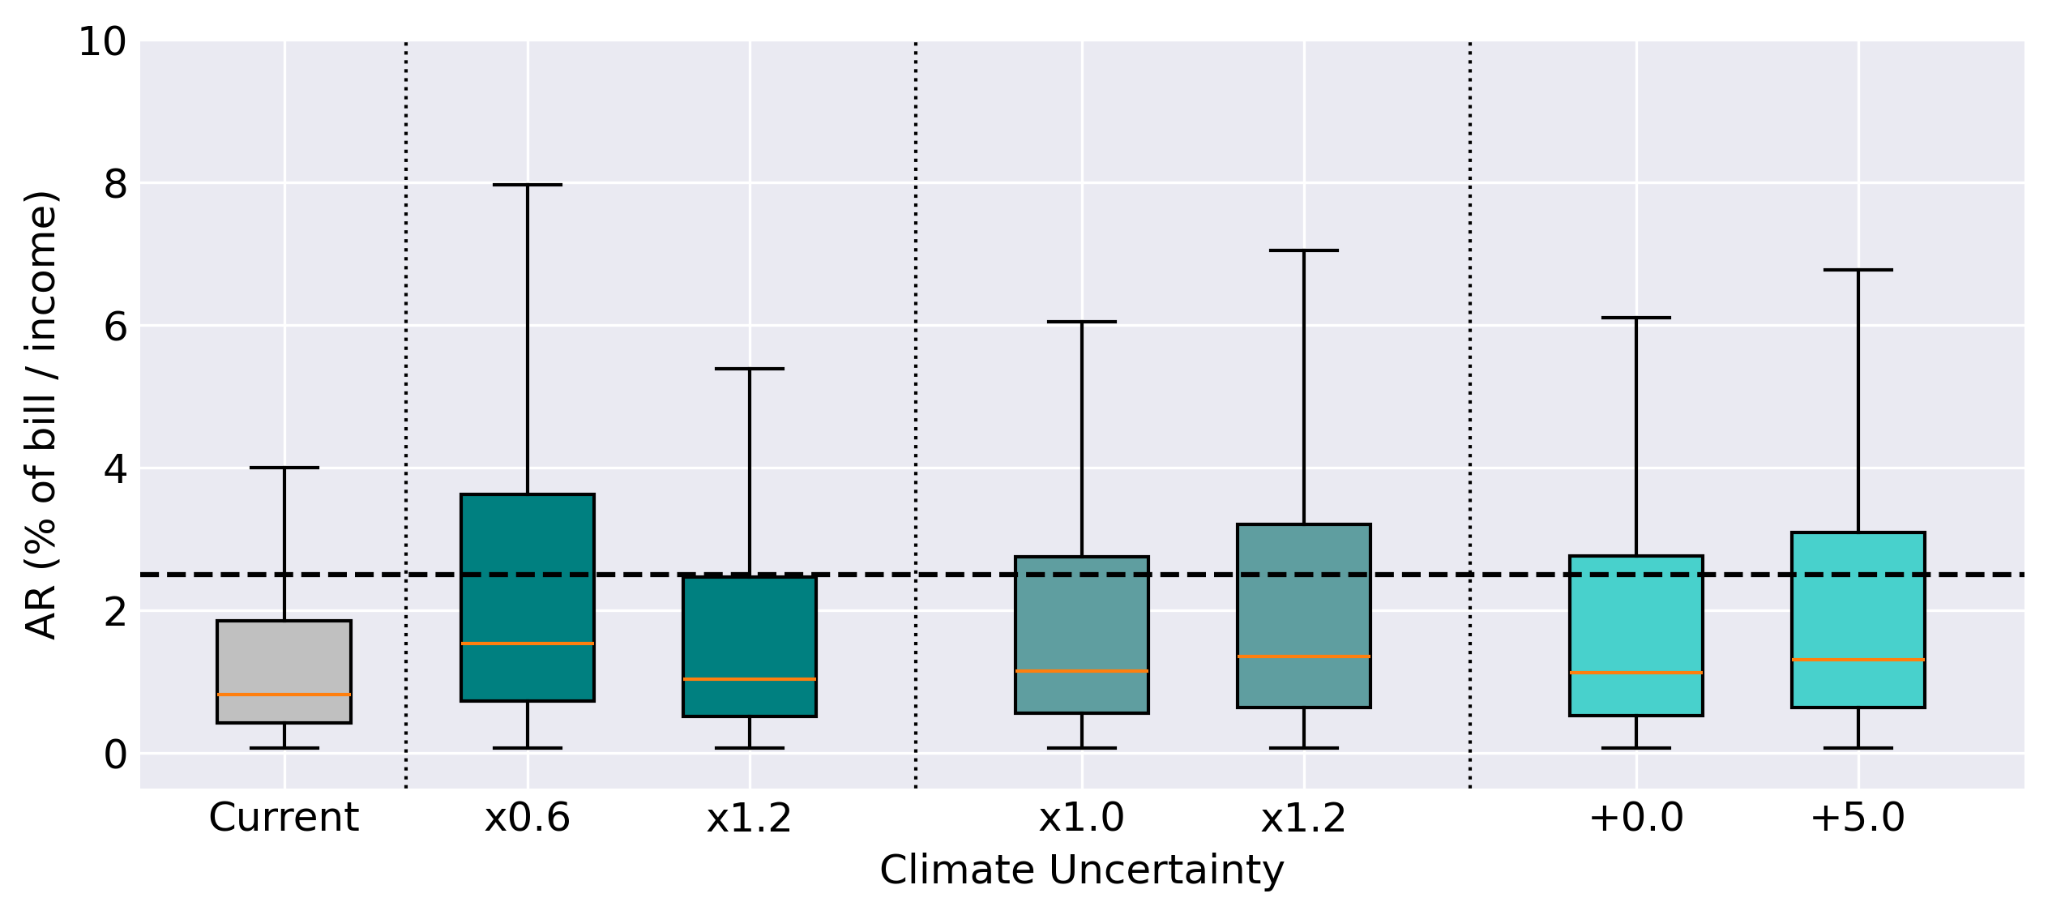 10
8
6
4
2
0
AR (% of bill / income)
Current x0.6 x1.2 x1.0 x1.2 +0.0 +5.0
Climate Uncertainty